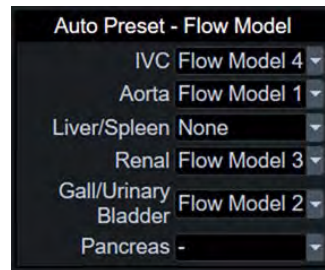 Auto Preset - Flow Model
IVC Flow Model 4
Aorta Flow Model 1
Liver/Spleen None
Renal Flow Model 3
Gall/Urinary
Bladder Flow Model 2
Pancreas -